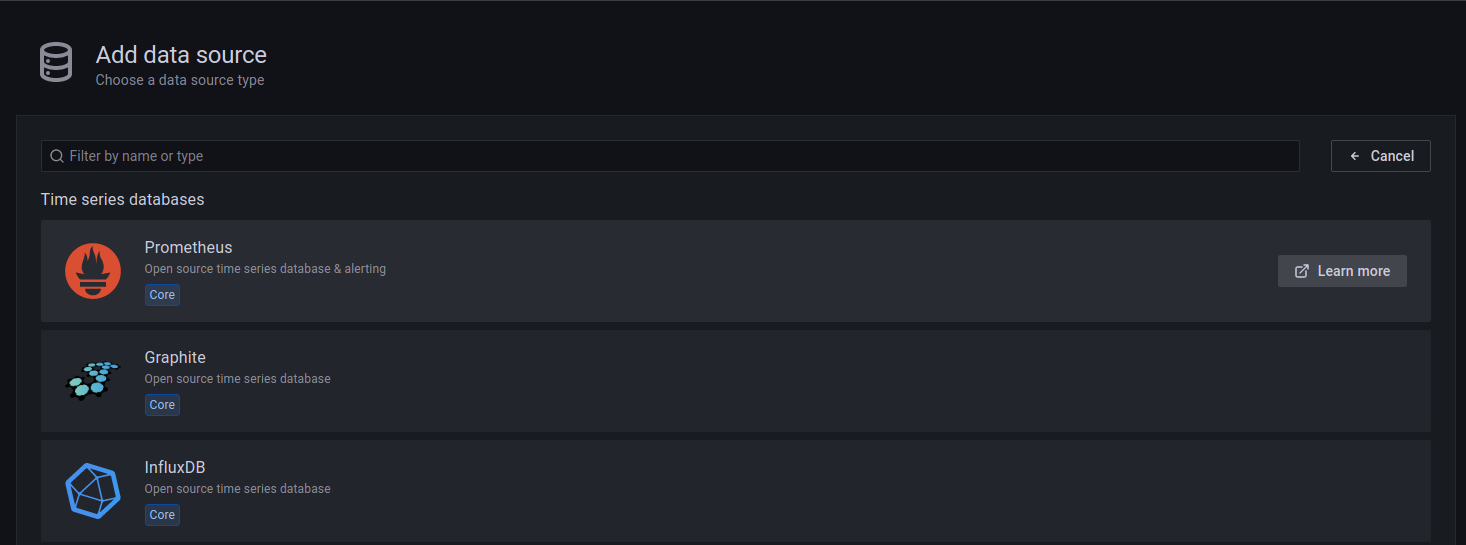 Add data source
Choose a data source type
Filter by name or type
Cancel
Time series databases
Prometheus
Open source time series database & alerting
Core
Learn more
Graphite
Open source time series database
Core
InfluxDB
Open source time series database
Core